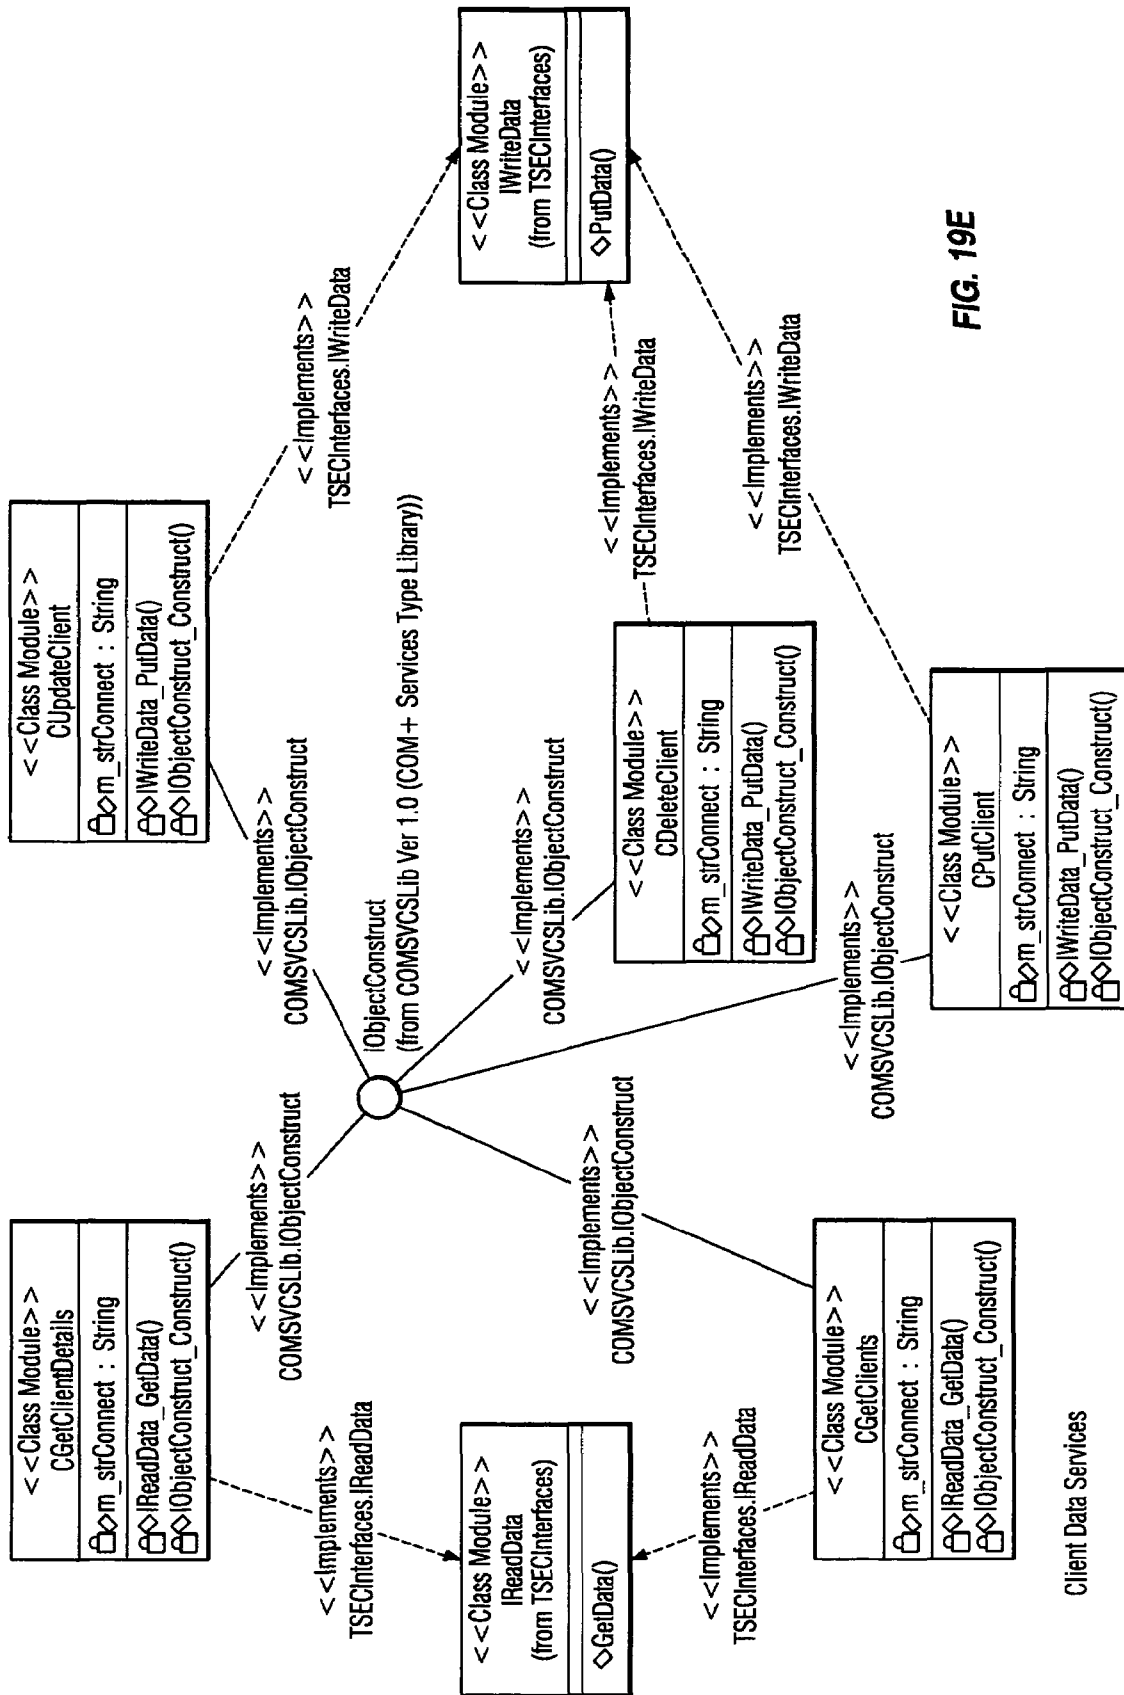 <<Class Module>>
CGetClientDetails
m_strConnect : String
IReadData_GetData()
IObjectConstruct_Construct()
<<Class Module>>
CUpdateClient
m_strConnect : String
IWriteData_PutData()
IObjectConstruct_Construct()
<<Implements>>
TSECInterfaces.IReadData
<<Implements>>
COMSVCSLib.IObjectConstruct
<<Implements>>
COMSVCSLib.IObjectConstruct
<<Implements>>
TSECInterfaces.IWriteData
IObjectConstruct
(from COMSVCSLib Ver 1.0 (COM+ Services Type Library))
<<Class Module>>
IReadData
(from TSECInterfaces)
GetData()
<<Class Module>>
IWriteData
(from TSECInterfaces)
PutData()
<<Implements>>
COMSVCSLib.IObjectConstruct
<<Implements>>
COMSVCSLib.IObjectConstruct
<<Implements>>
TSECInterfaces.IWriteData
<<Class Module>>
CDeleteClient
m_strConnect : String
IWriteData_PutData()
IObjectConstruct_Construct()
<<Implements>>
TSECInterfaces.IReadData
<<Implements>>
COMSVCSLib.IObjectConstruct
<<Implements>>
TSECInterfaces.IWriteData
<<Class Module>>
CGetClients
m_strConnect : String
IReadData_GetData()
IObjectConstruct_Construct()
<<Class Module>>
CPutClient
m_strConnect : String
IWriteData_PutData()
IObjectConstruct_Construct()
Client Data Services
FIG. 19E